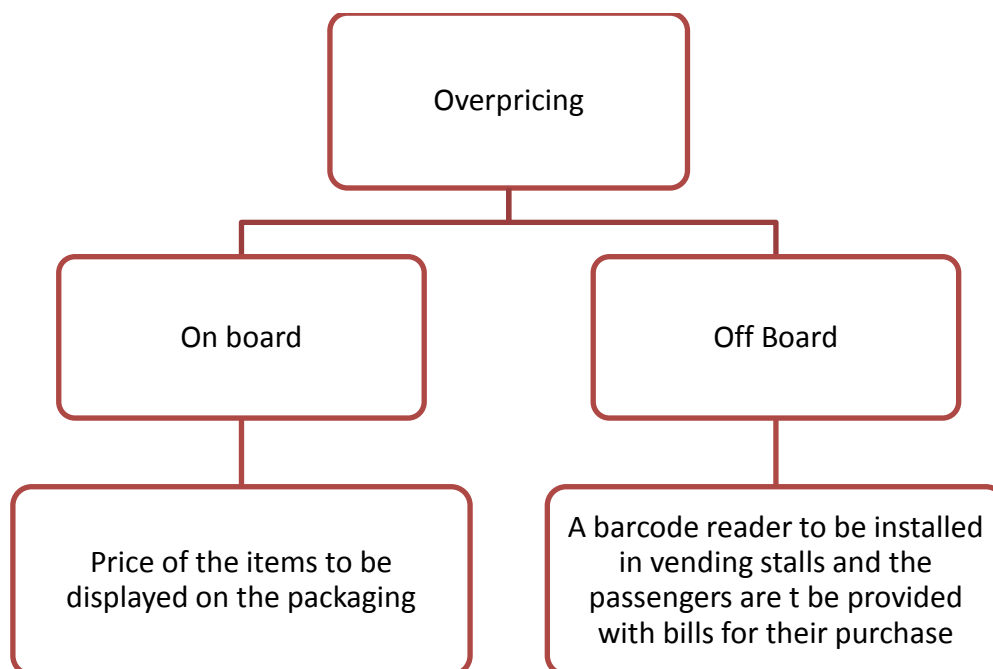 Overpricing
On board
Off Board
Price of the items to be
displayed on the packaging
A barcode reader to be installed
in vending stalls and the
passengers are t be provided
with bills for their purchase